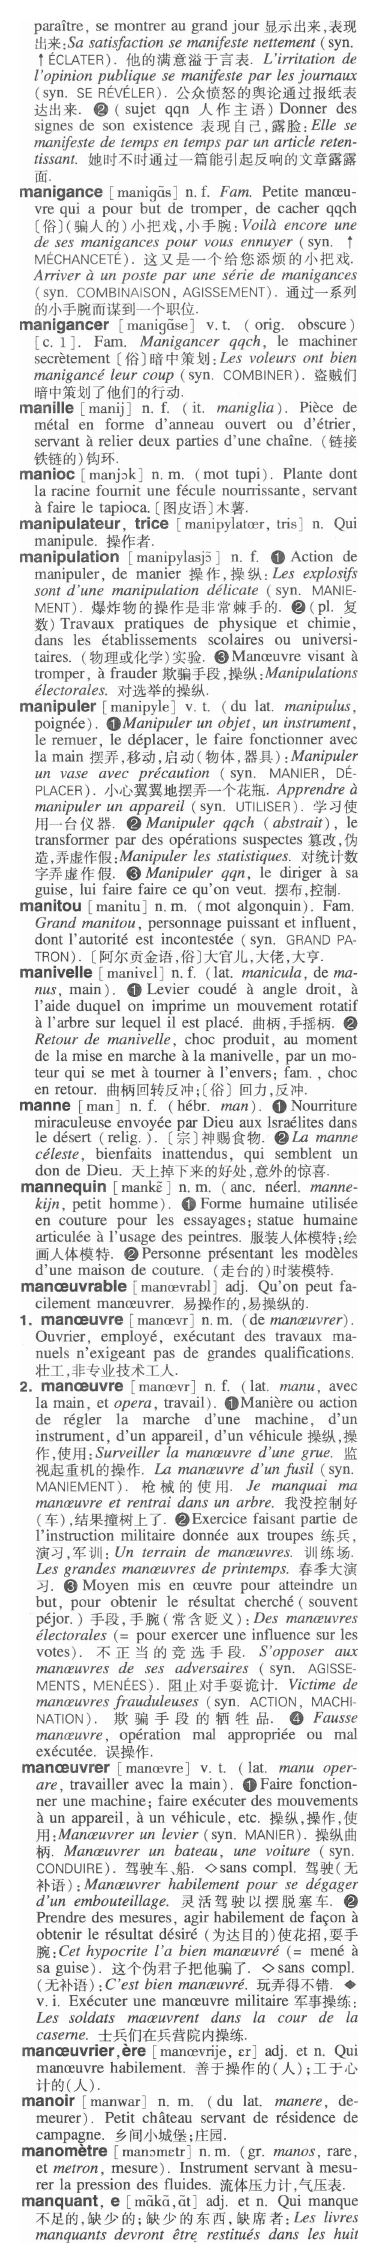 paraître, se montrer au grand jour 显示出来,表现
出来:Sa satisfaction se manifeste nettement (syn.
↑ÉCLATER). 他的满意溢于言表. L'irritation de
l'opinion publique se manifeste par les journaux
(syn. SE RÉVÉLER). 公众愤怒的舆论通过报纸表
达出来. ❷ (sujet qqn 人作主语) Donner des
signes de son existence 表现自己,露脸:Elle se
manifeste de temps en temps par un article reten-
tissant. 她时不时通过一篇能引起反响的文章露露
面.
manigance [manigɑ̃s] n. f. Fam. Petite manœu-
vre qui a pour but de tromper, de cacher qqch
〔俗〕(骗人的)小把戏,小手腕:Voilà encore une
de ses manigances pour vous ennuyer (syn. ↑
MÉCHANCETÉ). 这又是一个给您添烦的小把戏.
Arriver à un poste par une série de manigances
(syn. COMBINAISON, AGISSEMENT). 通过一系列
的小手腕而谋到一个职位.
manigancer [manigɑ̃se] v. t. (orig. obscure)
[c. 1]. Fam. Manigancer qqch, le machiner
secrètement 〔俗〕暗中策划:Les voleurs ont bien
manigancé leur coup (syn. COMBINER). 盗贼们
暗中策划了他们的行动.
manille [manij] n. f. (it. maniglia). Pièce de
métal en forme d'anneau ouvert ou d'étrier,
servant à relier deux parties d'une chaîne. (链接
铁链的)钩环.
manioc [manjɔk] n. m. (mot tupi). Plante dont
la racine fournit une fécule nourrissante, servant
à faire le tapioca.〔图皮语〕木薯.
manipulateur, trice [manipylatœr, tris] n. Qui
manipule. 操作者.
manipulation [manipylasjɔ̃] n. f. ❶ Action de
manipuler, de manier 操作,操纵:Les explosifs
sont d'une manipulation délicate (syn. MANIE-
MENT). 爆炸物的操作是非常棘手的. ❷(pl. 复
数) Travaux pratiques de physique et chimie,
dans les établissements scolaires ou universi-
taires. (物理或化学)实验. ❸Manœuvre visant à
tromper, à frauder 欺骗手段,操纵:Manipulations
électorales. 对选举的操纵.
manipuler [manipyle] v. t. (du lat. manipulus,
poignée). ❶Manipuler un objet, un instrument,
le remuer, le déplacer, le faire fonctionner avec
la main 摆弄,移动,启动(物体,器具):Manipuler
un vase avec précaution (syn. MANIER, DÉ-
PLACER). 小心翼翼地摆弄一个花瓶. Apprendre à
manipuler un appareil (syn. UTILISER). 学习使
用一台仪器. ❷ Manipuler qqch (abstrait), le
transformer par des opérations suspectes 篡改,伪
造,弄虚作假:Manipuler les statistiques. 对统计数
字弄虚作假. ❸ Manipuler qqn, le diriger à sa
guise, lui faire faire ce qu'on veut. 摆布,控制.
manitou [manitu] n. m. (mot algonquin). Fam.
Grand manitou, personnage puissant et influent,
dont l'autorité est incontestée (syn. GRAND PA-
TRON).〔阿尔贡金语,俗〕大官儿,大佬,大亨.
manivelle [manivɛl] n. f. (lat. manicula, de ma-
nus, main). ❶ Levier coudé à angle droit, à
l'aide duquel on imprime un mouvement rotatif
à l'arbre sur lequel il est placé. 曲柄,手摇柄. ❷
Retour de manivelle, choc produit, au moment
de la mise en marche à la manivelle, par un mo-
teur qui se met à tourner à l'envers; fam., choc
en retour. 曲柄回转反冲;〔俗〕回力,反冲.
manne [man] n. f. (hébr. man). ❶Nourriture
miraculeuse envoyée par Dieu aux Israélites dans
le désert (relig.).〔宗〕神赐食物. ❷La manne
céleste, bienfaits inattendus, qui semblent un
don de Dieu. 天上掉下来的好处,意外的惊喜.
mannequin [mankɛ̃] n. m. (anc. néerl. manne-
kijn, petit homme). ❶ Forme humaine utilisée
en couture pour les essayages; statue humaine
articulée à l'usage des peintres. 服装人体模特;绘
画人体模特. ❷Personne présentant les modèles
d'une maison de couture. (走台的)时装模特.
manœuvrable [manœvrabl] adj. Qu'on peut fa-
cilement manœuvrer. 易操作的,易操纵的.
1. manœuvre [manœvr] n. m. (de manœuvrer).
Ouvrier, employé, exécutant des travaux ma-
nuels n'exigeant pas de grandes qualifications.
壮工,非专业技术工人.
2. manœuvre [manœvr] n. f. (lat. manu, avec
la main, et opera, travail). ❶Manière ou action
de régler la marche d'une machine, d'un
instrument, d'un appareil, d'un véhicule 操纵,操
作,使用:Surveiller la manœuvre d'une grue. 监
视起重机的操作. La manœuvre d'un fusil (syn.
MANIEMENT). 枪械的使用. Je manquai ma
manœuvre et rentrai dans un arbre. 我没控制好
(车),结果撞树上了. ❷Exercice faisant partie de
l'instruction militaire donnée aux troupes 练兵,
演习,军训:Un terrain de manœuvres. 训练场.
Les grandes manœuvres de printemps. 春季大演
习. ❸ Moyen mis en œuvre pour atteindre un
but, pour obtenir le résultat cherché (souvent
péjor.) 手段,手腕(常含贬义):Des manœuvres
électorales (= pour exercer une influence sur les
votes). 不正当的竞选手段. S'opposer aux
manœuvres de ses adversaires (syn. AGISSE-
MENTS, MENÉES). 阻止对手耍诡计. Victime de
manœuvres frauduleuses (syn. ACTION, MACHI-
NATION). 欺骗手段的牺牲品. ❹ Fausse
manœuvre, opération mal appropriée ou mal
exécutée. 误操作.
manœuvrer [manœvre] v. t. (lat. manu oper-
are, travailler avec la main). ❶Faire fonction-
ner une machine; faire exécuter des mouvements
à un appareil, à un véhicule, etc. 操纵,操作,使
用:Manœuvrer un levier (syn. MANIER). 操纵曲
柄. Manœuvrer un bateau, une voiture (syn.
CONDUIRE). 驾驶车、船. ◇sans compl. 驾驶(无
补语):Manœuvrer habilement pour se dégager
d'un embouteillage. 灵活驾驶以摆脱塞车. ❷
Prendre des mesures, agir habilement de façon à
obtenir le résultat désiré (为达目的)使花招,耍手
腕:Cet hypocrite l'a bien manœuvré (= mené à
sa guise). 这个伪君子把他骗了. ◇sans compl.
(无补语):C'est bien manœuvré. 玩弄得不错. ◆
v. i. Exécuter une manœuvre militaire 军事操练:
Les soldats maœuvrent dans la cour de la
caserne. 士兵们在兵营院内操练.
manœuvrier,ère [manœvrije, ɛr] adj. et n. Qui
manœuvre habilement. 善于操作的(人);工于心
计的(人).
manoir [manwar] n. m. (du lat. manere, de-
meurer). Petit château servant de résidence de
campagne. 乡间小城堡;庄园.
manomètre [manɔmetr] n. m. (gr. manos, rare,
et metron, mesure). Instrument servant à mesu-
rer la pression des fluides. 流体压力计,气压表.
manquant, e [mɑ̃kɑ̃, ɑ̃t] adj. et n. Qui manque
不足的,缺少的;缺少的东西,缺席者:Les livres
manquants devront être restitués dans les huit